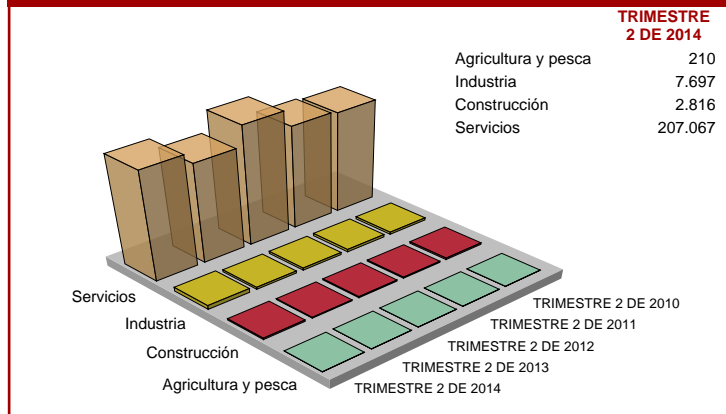 TRIMESTRE
2 DE 2014
Agricultura y pesca 210
Industria 7.697
Construcción 2.816
Servicios 207.067
Servicios
Industria
Construcción
Agricultura y pesca
TRIMESTRE 2 DE 2010
TRIMESTRE 2 DE 2011
TRIMESTRE 2 DE 2012
TRIMESTRE 2 DE 2013
TRIMESTRE 2 DE 2014